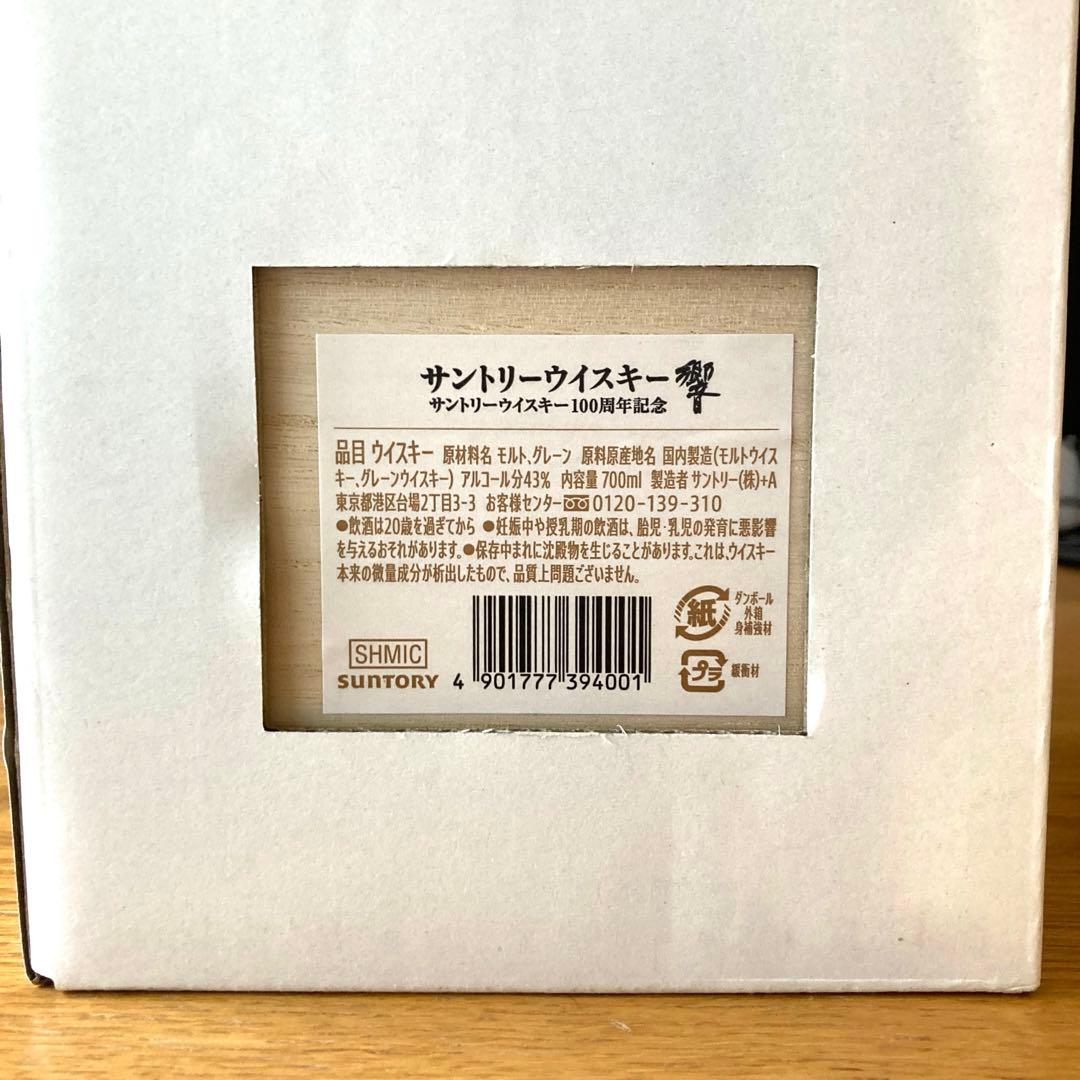 サントリーウイスキー 響
サントリーウイスキー100周年記念
品目 ウイスキー 原材料名 モルト、グレーン 原料原産地名 国内製造(モルトウイス
キー、グレーンウイスキー) アルコール分43% 内容量 700ml 製造者 サントリー(株)+A
東京都港区台場2丁目3-3 お客様センター 0120-139-310
●飲酒は20歳を過ぎてから ●妊娠中や授乳期の飲酒は、胎児・乳児の発育に悪影響
を与えるおそれがあります。●保存中まれに沈殿物を生じることがあります。これは、ウイスキー
本来の微量成分が析出したもので、品質上問題ございません。
紙
ダンボール
外箱
身補強材
プラ
緩衝材
SHMIC
SUNTORY
4 901777 394001